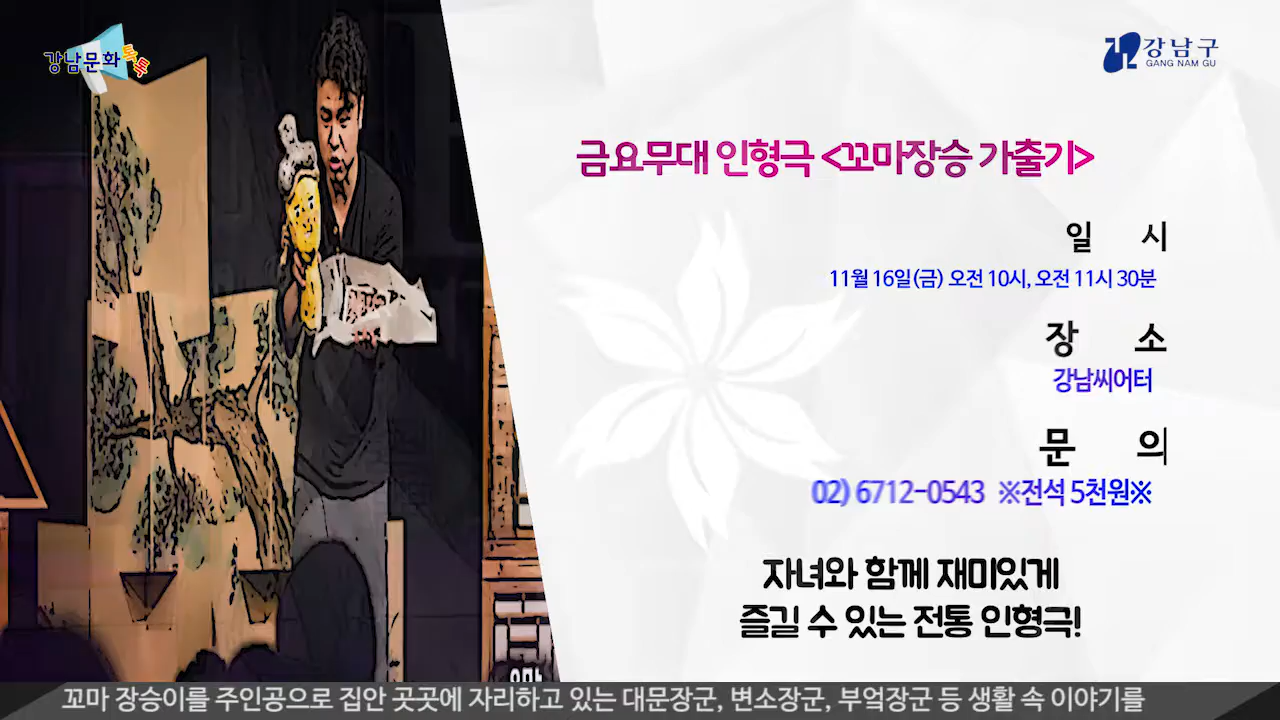 강남문화톡톡
강남구
GANG NAM GU
금요무대 인형극 <꼬마장승 가출기>
일 시
11월 16일(금) 오전 10시, 오전 11시 30분
장 소
강남씨어터
문 의
02) 6712-0543 ※전석 5천원※
자녀와 함께 재미있게
즐길 수 있는 전통 인형극!
꼬마 장승이를 주인공으로 집안 곳곳에 자리하고 있는 대문장군, 변소장군, 부엌장군 등 생활 속 이야기를